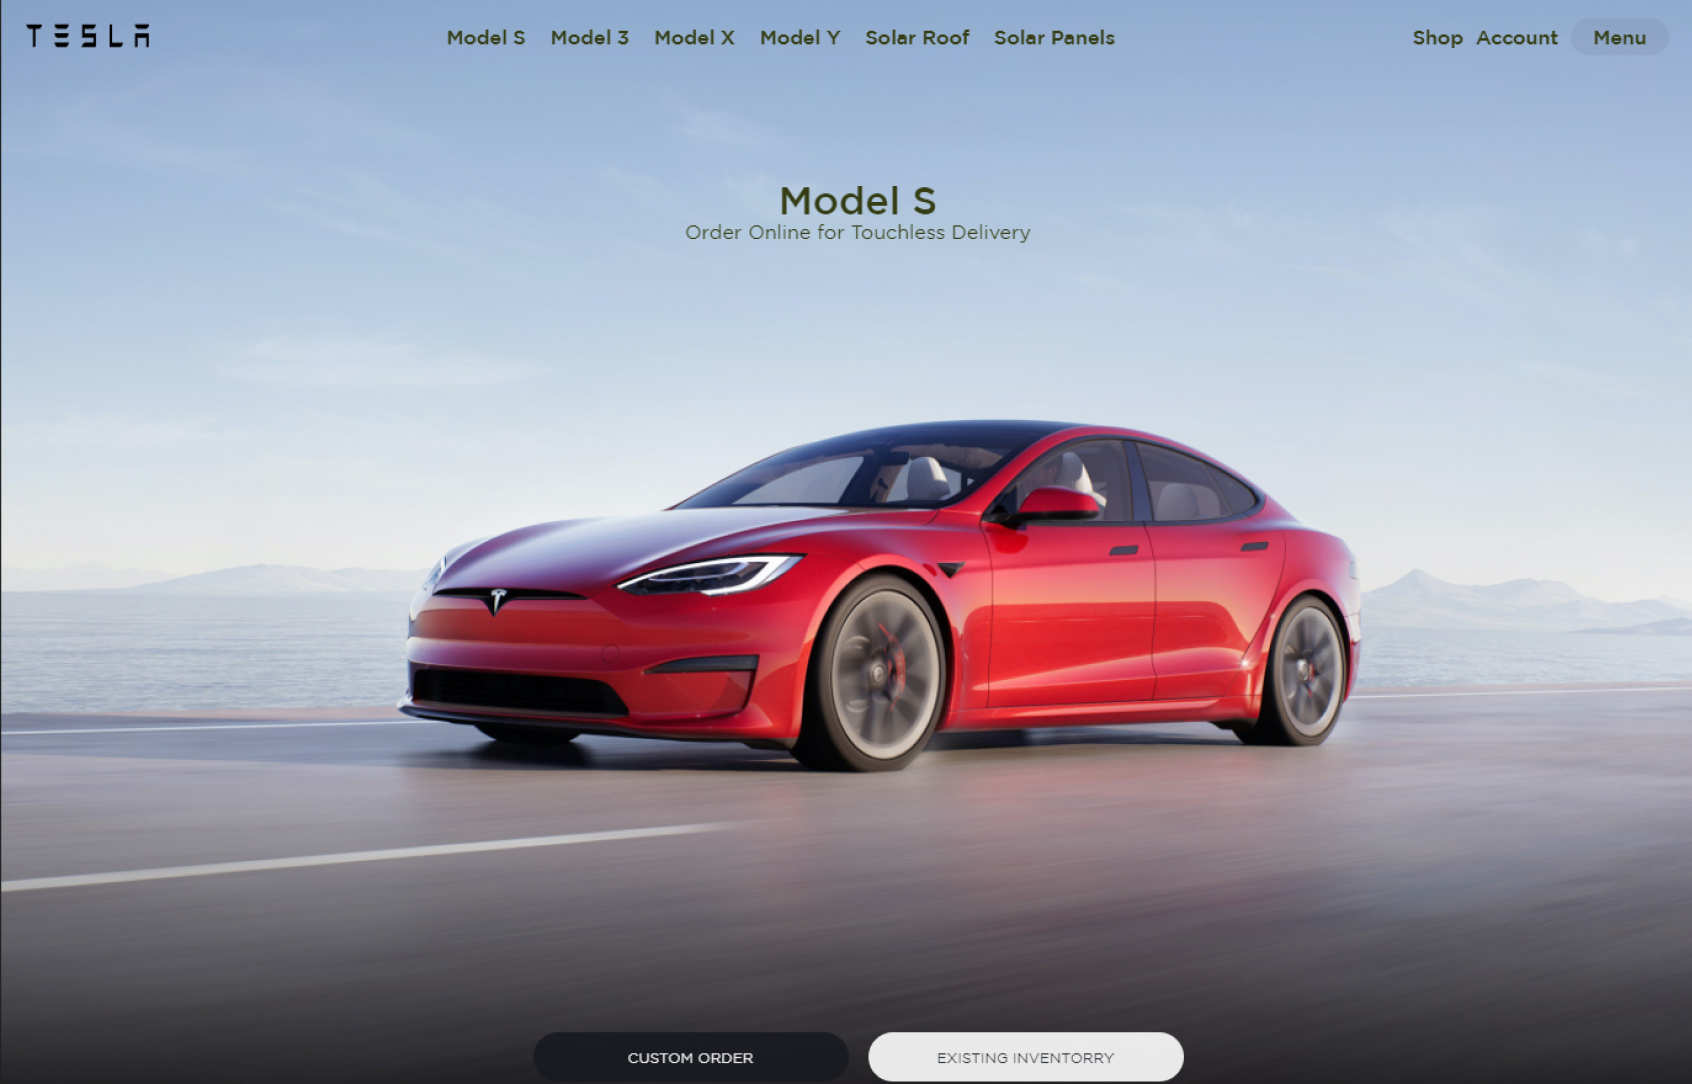 TESLA
Model S Model 3 Model X Model Y Solar Roof Solar Panels
Shop Account Menu
Model S
Order Online for Touchless Delivery
CUSTOM ORDER
EXISTING INVENTORRY